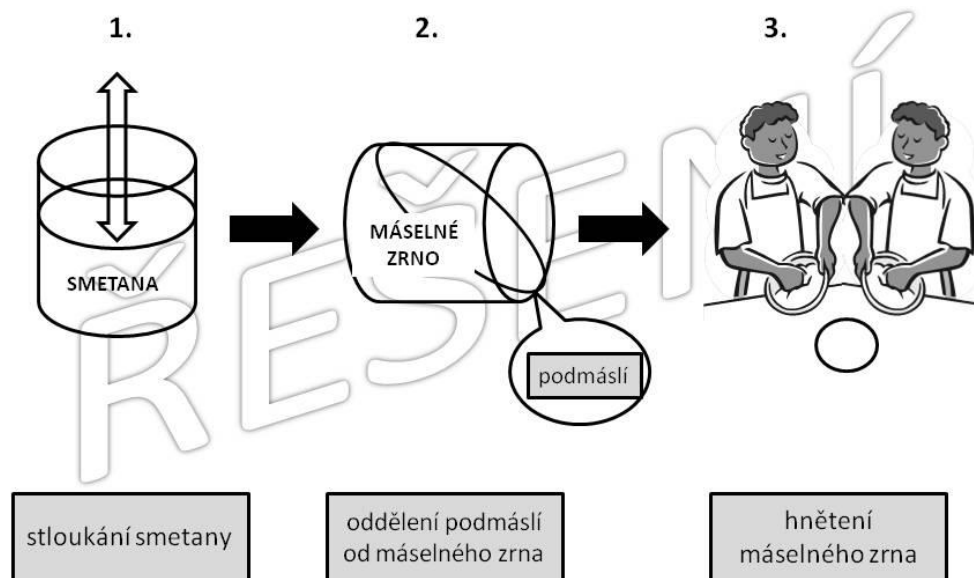 1.
2.
3.
SMETANA
MÁSELNÉ
ZRNO
podmáslí
ŘEŠENÍ
stloukání smetany
oddělení podmáslí
od máselného zrna
hnětení
máselného zrna